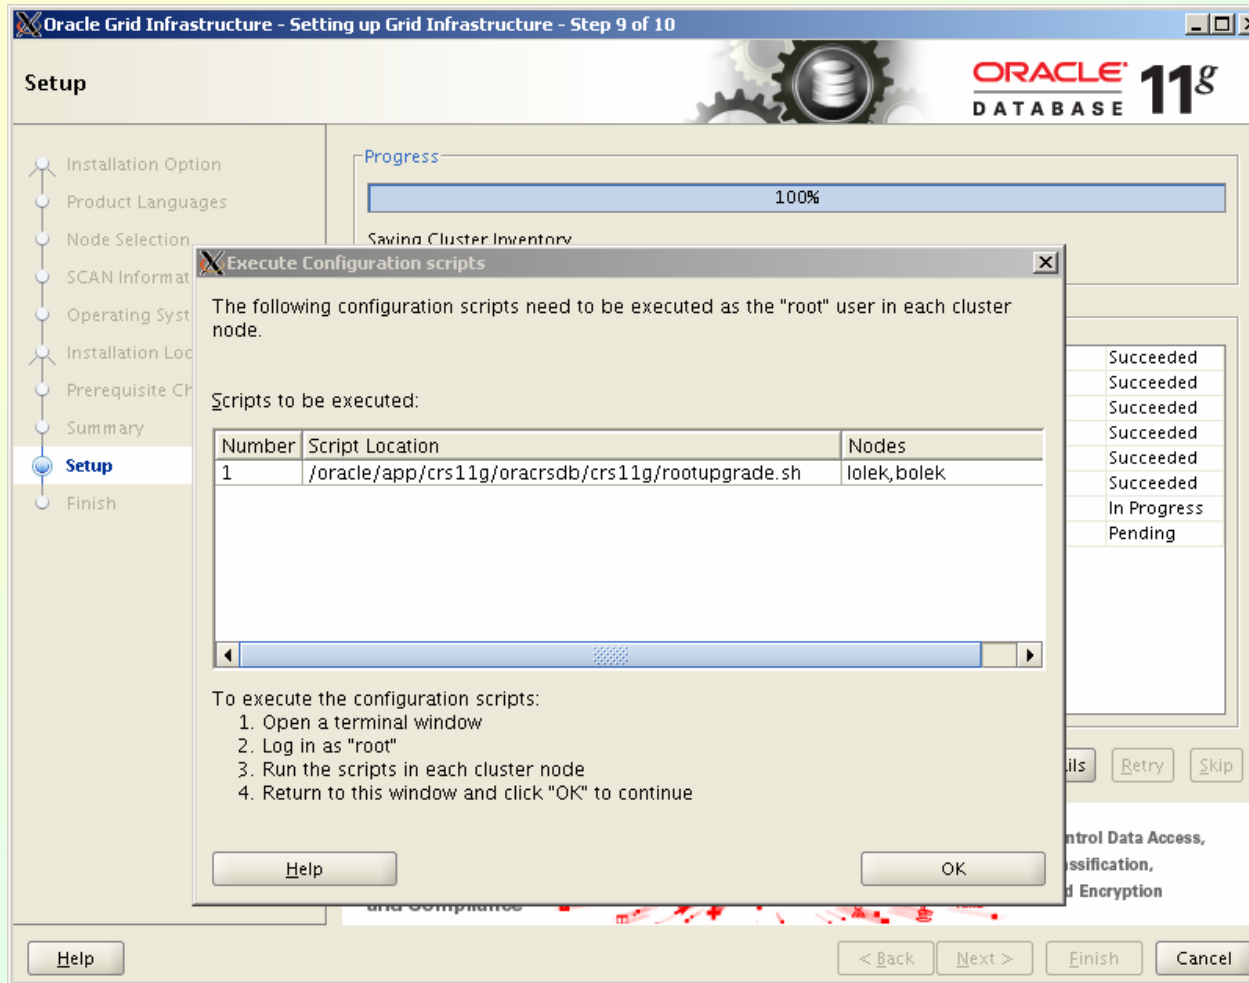 Oracle Grid Infrastructure - Setting up Grid Infrastructure - Step 9 of 10
Setup
ORACLE
DATABASE
11g
Installation Option
Product Languages
Node Selection
SCAN Informat
Operating Syst
Installation Loc
Prerequisite Ch
Summary
Setup
Finish
Progress
100%
Saving Cluster Inventory
Execute Configuration scripts
The following configuration scripts need to be executed as the "root" user in each cluster
node.
Scripts to be executed:
Number Script Location Nodes
1 /oracle/app/crs11g/oracrsdb/crs11g/rootupgrade.sh lolek,bolek
To execute the configuration scripts:
1. Open a terminal window
2. Log in as "root"
3. Run the scripts in each cluster node
4. Return to this window and click "OK" to continue
Help OK
Succeeded
Succeeded
Succeeded
Succeeded
Succeeded
Succeeded
In Progress
Pending
ils Retry Skip
ntrol Data Access,
ssification,
d Encryption
and Compliance
Help < Back Next > Finish Cancel